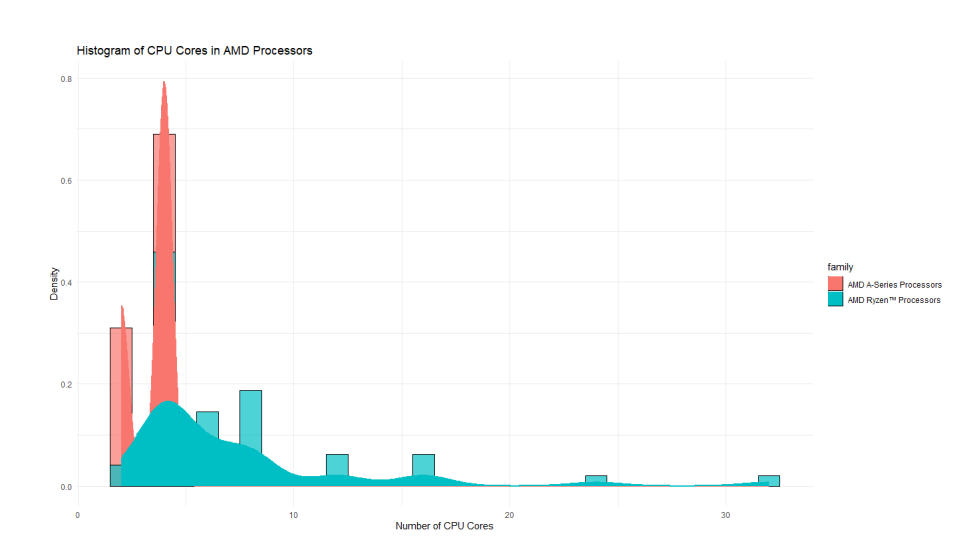 Histogram of CPU Cores in AMD Processors
0.8
0.6
0.4
0.2
0.0
Density
0
10
20
30
Number of CPU Cores
family
AMD A-Series Processors
AMD Ryzen™ Processors